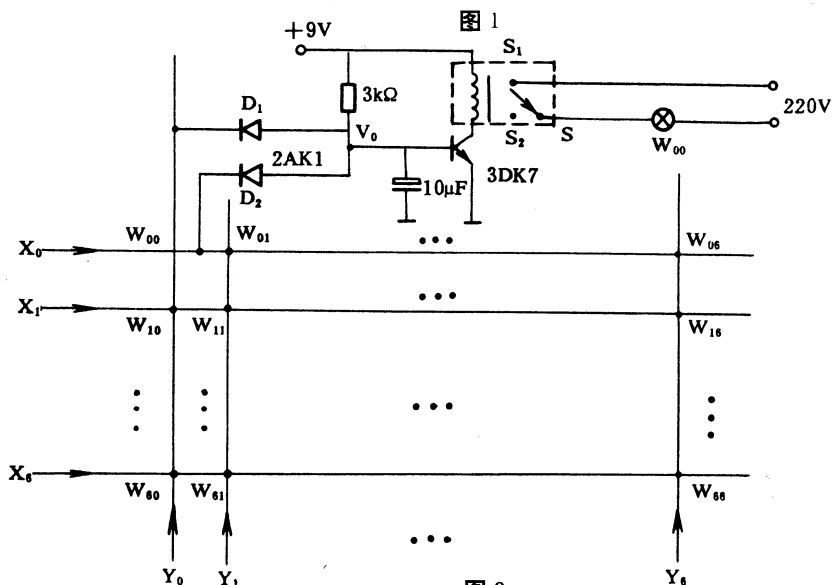 图 1
+9V
S₁
3kΩ
220V
D₁
V₀
S₂
S
W₀₀
2AK1
3DK7
D₂
10μF
W₀₀
W₀₁
•••
W₀₆
X₀
•••
X₁
W₁₀
W₁₁
W₁₆
•••
X₆
W₆₀
W₆₁
W₆₆
•••
Y₀
Y₁
Y₆